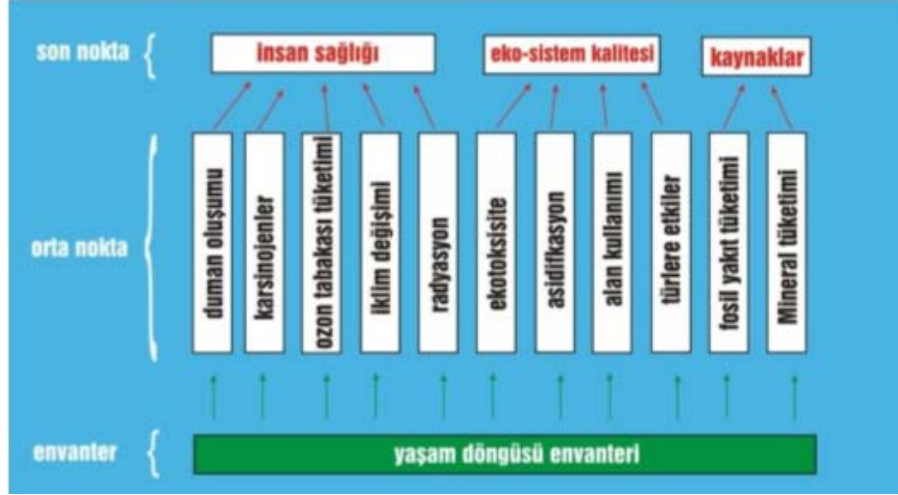 son nokta
insan sağlığı
eko-sistem kalitesi
kaynaklar
orta nokta
duman oluşumu
karsinojenler
ozon tabakası tüketimi
iklim değişimi
radyasyon
ekotoksisite
asidifkasyon
alan kullanımı
türlere etkiler
fosil yakıt tüketimi
Mineral tüketimi
envanter
yaşam döngüsü envanteri